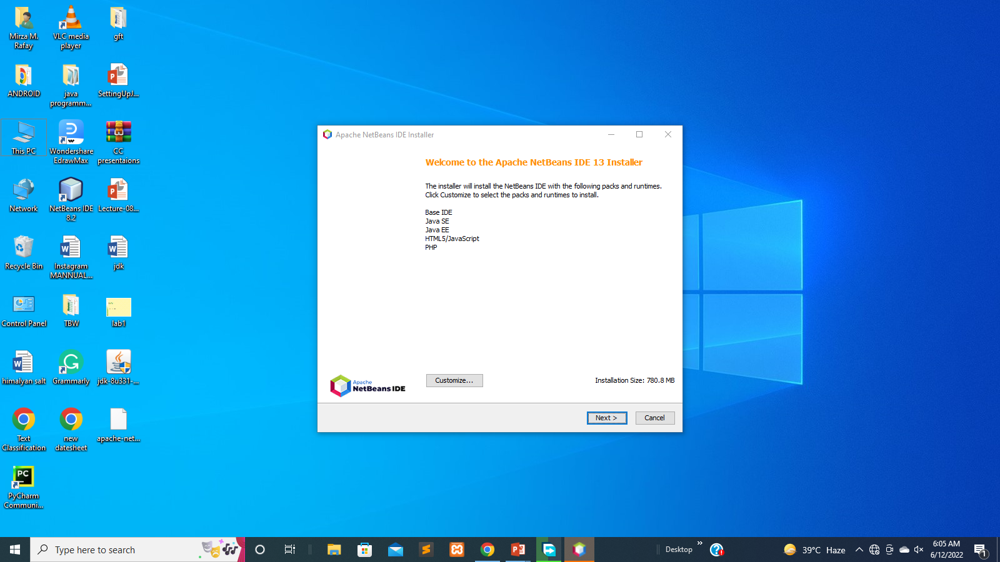 Mirza M.
Rafay
VLC media
player
gft
ANDROID
java
programm...
SettingUpJ...
This PC
Wondershare
EdrawMax
CC
presentaions
Network
NetBeans IDE
8.2
Lecture-08...
Recycle Bin
Instagram
MANNUAL...
jdk
Control Panel
TBW
lab1
himalyan salt
Grammarly
jdk-8u331-...
Text
Classification
new
datesheet
apache-net...
PC
PyCharm
Communi...
Apache NetBeans IDE Installer
Welcome to the Apache NetBeans IDE 13 Installer
The installer will install the NetBeans IDE with the following packs and runtimes.
Click Customize to select the packs and runtimes to install.
Base IDE
Java SE
Java EE
HTML5/JavaScript
PHP
Apache
NetBeans IDE
Customize...
Installation Size: 780.8 MB
Next >
Cancel
Type here to search
Desktop
39°C Haze
6:05 AM
6/12/2022
1